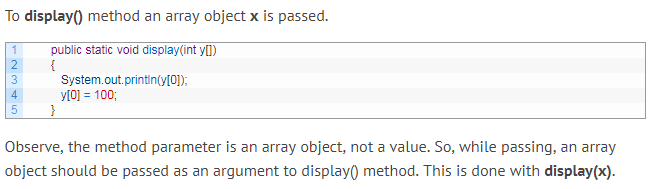 To display() method an array object x is passed.
1 public static void display(int y[])
2 {
3 System.out.println(y[0]);
4 y[0] = 100;
5 }
Observe, the method parameter is an array object, not a value. So, while passing, an array
object should be passed as an argument to display() method. This is done with display(x).